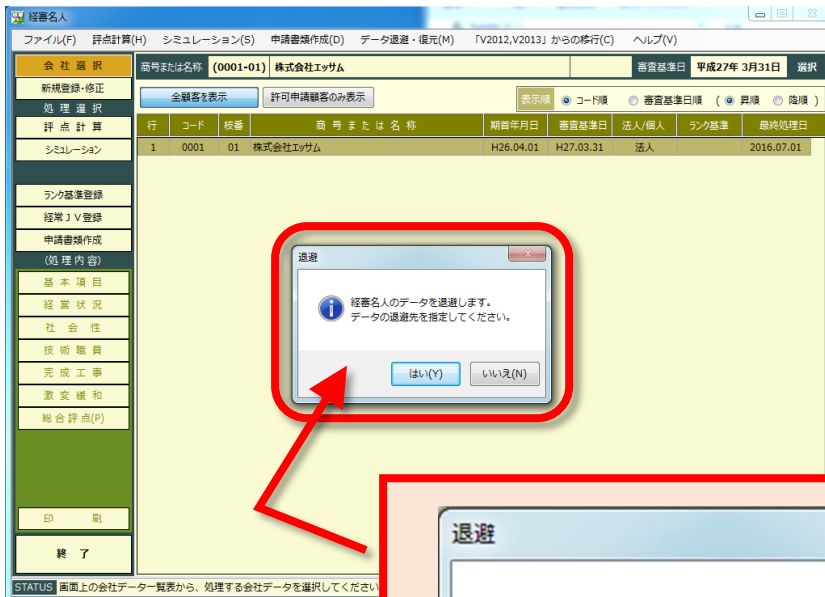 経審名人
ファイル(F) 評点計算(H) シミュレーション(S) 申請書類作成(D) データ退避・復元(M) 「V2012,V2013」からの移行(C) ヘルプ(V)
会社選択
商号または名称 (0001-01) 株式会社エッサム 審査基準日 平成27年 3月31日 選択
新規登録・修正
全顧客を表示 許可申請顧客のみ表示 表示順 コード順 審査基準日順 ( 昇順 降順 )
処理選択
評点計算
行 コード 枝番 商号または名称 期首年月日 審査基準日 法人/個人 ランク基準 最終処理日
シミュレーション
1 0001 01 株式会社エッサム H26.04.01 H27.03.31 法人 2016.07.01
ランク基準登録
経常JV登録
申請書類作成
(処理内容)
基本項目
経営状況
社会性
技術職員
完成工事
激変緩和
総合評点(P)
印刷
終了
退避
経審名人のデータを退避します。
データの退避先を指定してください。
はい(Y) いいえ(N)
退避
STATUS 画面上の会社データ一覧表から、処理する会社データを選択してください